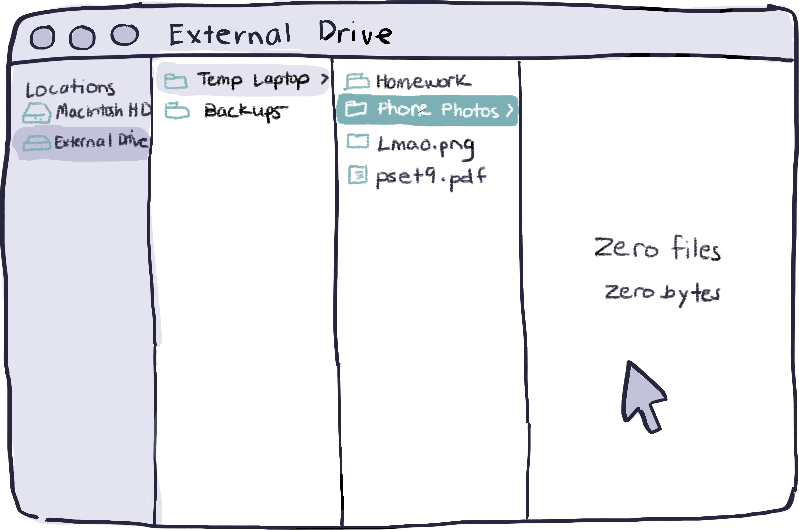 External Drive
Locations
Macintosh HD
External Drive
Temp Laptop >
Backups
Homework
Phone Photos >
Lmao.png
pset9.pdf
Zero files
zero bytes